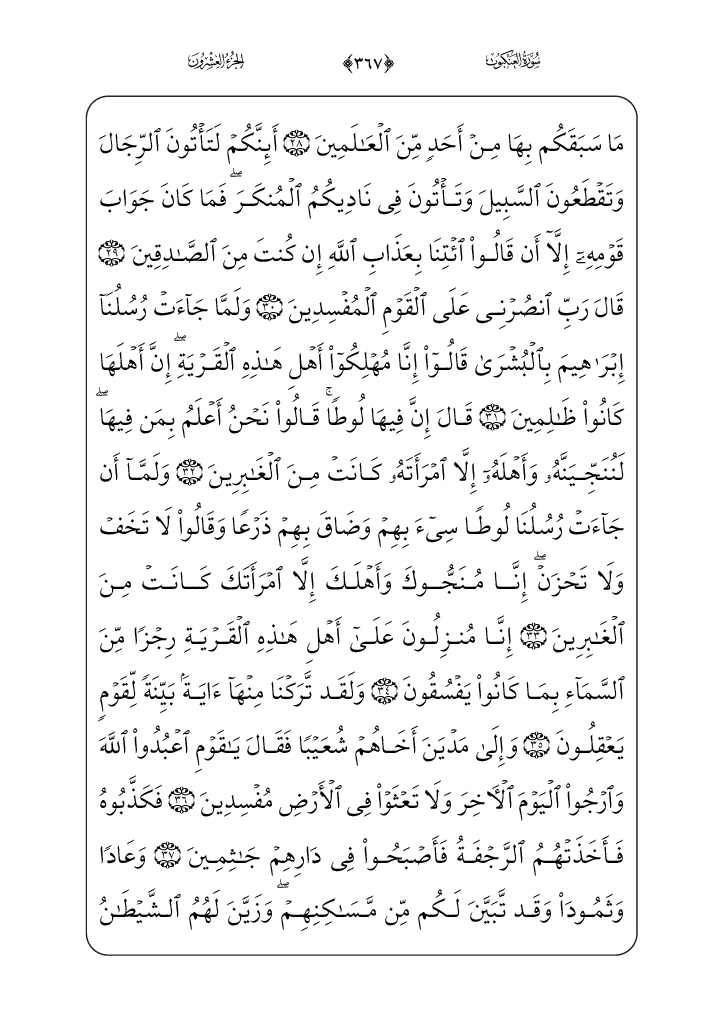 سُورَةُ العَنكَبُوت ﴿٣٦٧﴾ الجُزءُ العِشْرُونَ
مَا سَبَقَكُم بِهَا مِنۡ أَحَدٖ مِّنَ ٱلۡعَٰلَمِينَ ٢٨ أَئِنَّكُمۡ لَتَأۡتُونَ ٱلرِّجَالَ
وَتَقۡطَعُونَ ٱلسَّبِيلَ وَتَأۡتُونَ فِي نَادِيكُمُ ٱلۡمُنكَرَۖ فَمَا كَانَ جَوَابَ
قَوۡمِهِۦٓ إِلَّآ أَن قَالُواْ ٱئۡتِنَا بِعَذَابِ ٱللَّهِ إِن كُنتَ مِنَ ٱلصَّٰدِقِينَ ٢٩
قَالَ رَبِّ ٱنصُرۡنِي عَلَى ٱلۡقَوۡمِ ٱلۡمُفۡسِدِينَ ٣٠ وَلَمَّا جَآءَتۡ رُسُلُنَآ
إِبۡرَٰهِيمَ بِٱلۡبُشۡرَىٰ قَالُوٓاْ إِنَّا مُهۡلِكُوٓاْ أَهۡلِ هَٰذِهِ ٱلۡقَرۡيَةِۖ إِنَّ أَهۡلَهَا
كَانُواْ ظَٰلِمِينَ ٣١ قَالَ إِنَّ فِيهَا لُوطٗاۚ قَالُواْ نَحۡنُ أَعۡلَمُ بِمَن فِيهَاۖ
لَنُنَجِّيَنَّهُۥ وَأَهۡلَهُۥٓ إِلَّا ٱمۡرَأَتَهُۥ كَانَتۡ مِنَ ٱلۡغَٰبِرِينَ ٣٢ وَلَمَّآ أَن
جَآءَتۡ رُسُلُنَا لُوطٗا سِيٓءَ بِهِمۡ وَضَاقَ بِهِمۡ ذَرۡعٗا وَقَالُواْ لَا تَخَفۡ
وَلَا تَحۡزَنۡۖ إِنَّا مُنَجُّوكَ وَأَهۡلَكَ إِلَّا ٱمۡرَأَتَكَ كَانَتۡ مِنَ
ٱلۡغَٰبِرِينَ ٣٣ إِنَّا مُنزِلُونَ عَلَىٰٓ أَهۡلِ هَٰذِهِ ٱلۡقَرۡيَةِ رِجۡزٗا مِّنَ
ٱلسَّمَآءِ بِمَا كَانُواْ يَفۡسُقُونَ ٣٤ وَلَقَد تَّرَكۡنَا مِنۡهَآ ءَايَةَۢ بَيِّنَةٗ لِّقَوۡمٖ
يَعۡقِلُونَ ٣٥ وَإِلَىٰ مَدۡيَنَ أَخَاهُمۡ شُعَيۡبٗا فَقَالَ يَٰقَوۡمِ ٱعۡبُدُواْ ٱللَّهَ
وَٱرۡجُواْ ٱلۡيَوۡمَ ٱلۡأٓخِرَ وَلَا تَعۡثَوۡاْ فِي ٱلۡأَرۡضِ مُفۡسِدِينَ ٣٦ فَكَذَّبُوهُ
فَأَخَذَتۡهُمُ ٱلرَّجۡفَةُ فَأَصۡبَحُواْ فِي دَارِهِمۡ جَٰثِمِينَ ٣٧ وَعَادٗا
وَثَمُودَاْ وَقَد تَّبَيَّنَ لَكُم مِّن مَّسَٰكِنِهِمۡۖ وَزَيَّنَ لَهُمُ ٱلشَّيۡطَٰنُ